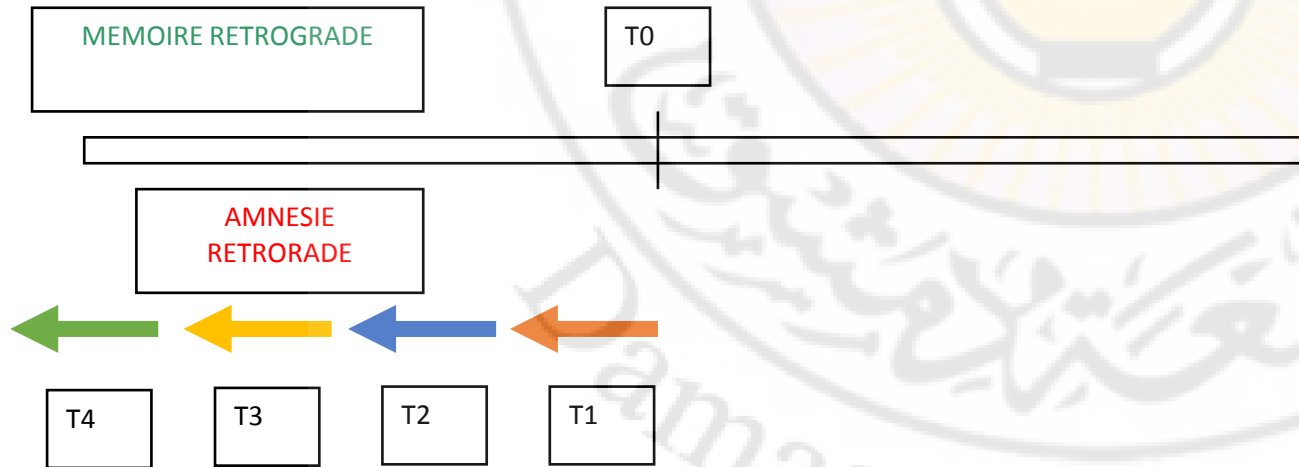 MEMOIRE RETROGRADE
T0
AMNESIE
RETRORADE
T4
T3
T2
T1